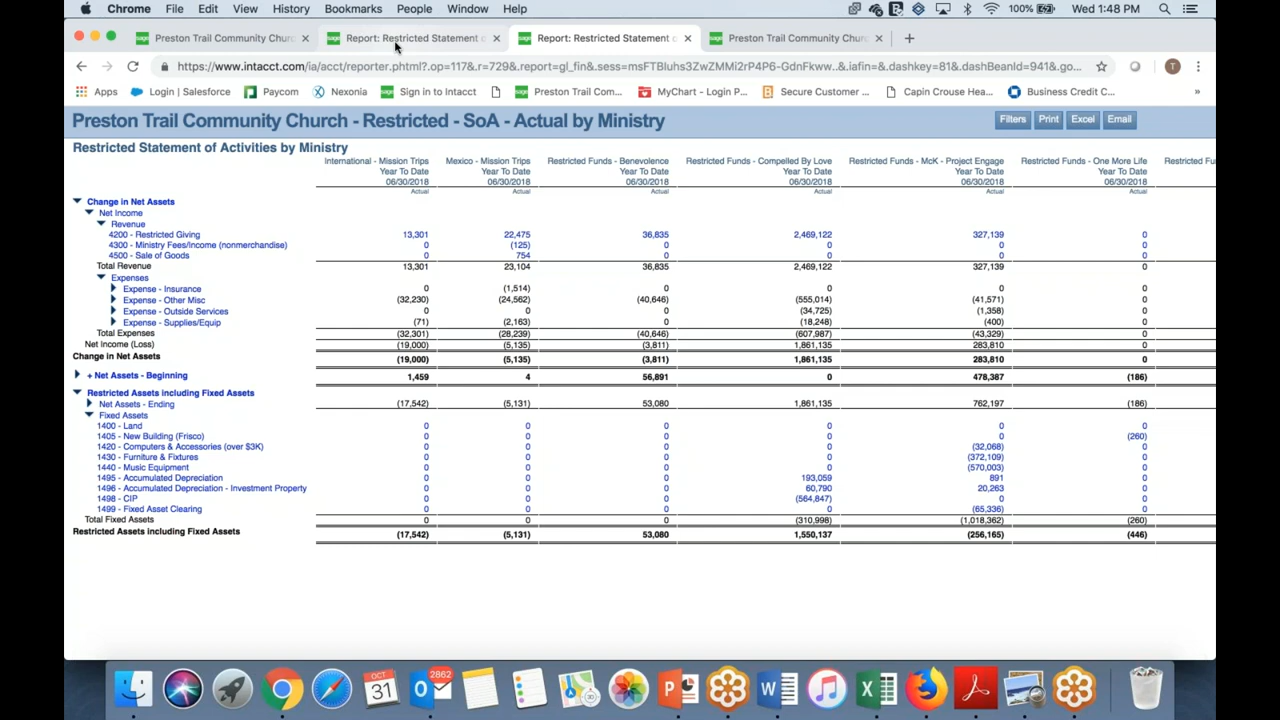 Chrome File Edit View History Bookmarks People Window Help 100% Wed 1:48 PM
Preston Trail Community Churc × Report: Restricted Statement o × Report: Restricted Statement o × Preston Trail Community Churc × +
https://www.intacct.com/ia/acct/reporter.phtml?.op=117&.r=729&.report=gl_fin&.sess=msFTBluhs3ZwZMMi2rP4P6-GdnFkww..&.iafin=&.dashkey=81&.dashBeanId=941&.go...
Apps Login | Salesforce Paycom Nexonia Sign in to Intacct Preston Trail Com... MyChart - Login P... Secure Customer ... Capin Crouse Hea... Business Credit C... »
Preston Trail Community Church - Restricted - SoA - Actual by Ministry Filters Print Excel Email
Restricted Statement of Activities by Ministry
International - Mission Trips Mexico - Mission Trips Restricted Funds - Benevolence Restricted Funds - Compelled By Love Restricted Funds - McK - Project Engage Restricted Funds - One More Life Restricted Fu
Year To Date Year To Date Year To Date Year To Date Year To Date Year To Date
06/30/2018 06/30/2018 06/30/2018 06/30/2018 06/30/2018 06/30/2018
Actual Actual Actual Actual Actual Actual
Change in Net Assets
Net Income
Revenue
4200 - Restricted Giving 13,301 22,475 36,835 2,469,122 327,139 0
4300 - Ministry Fees/Income (nonmerchandise) 0 (125) 0 0 0 0
4500 - Sale of Goods 0 754 0 0 0 0
Total Revenue 13,301 23,104 36,835 2,469,122 327,139 0
Expenses
Expense - Insurance 0 (1,514) 0 0 0 0
Expense - Other Misc (32,230) (24,562) (40,646) (555,014) (41,571) 0
Expense - Outside Services 0 0 0 (34,725) (1,358) 0
Expense - Supplies/Equip (71) (2,163) 0 (18,248) (400) 0
Total Expenses (32,301) (28,239) (40,646) (607,987) (43,329) 0
Net Income (Loss) (19,000) (5,135) (3,811) 1,861,135 283,810 0
Change in Net Assets (19,000) (5,135) (3,811) 1,861,135 283,810 0
+ Net Assets - Beginning 1,459 4 56,891 0 478,387 (186)
Restricted Assets including Fixed Assets
Net Assets - Ending (17,542) (5,131) 53,080 1,861,135 762,197 (186)
Fixed Assets
1400 - Land 0 0 0 0 0 0
1405 - New Building (Frisco) 0 0 0 0 0 (260)
1420 - Computers & Accessories (over $3K) 0 0 0 0 (32,068) 0
1430 - Furniture & Fixtures 0 0 0 0 (372,109) 0
1440 - Music Equipment 0 0 0 0 (570,003) 0
1495 - Accumulated Depreciation 0 0 0 193,059 891 0
1496 - Accumulated Depreciation - Investment Property 0 0 0 60,790 20,263 0
1498 - CIP 0 0 0 (564,847) 0 0
1499 - Fixed Asset Clearing 0 0 0 0 (65,336) 0
Total Fixed Assets 0 0 0 (310,998) (1,018,362) (260)
Restricted Assets including Fixed Assets (17,542) (5,131) 53,080 1,550,137 (256,165) (446)
OCT
31
2862